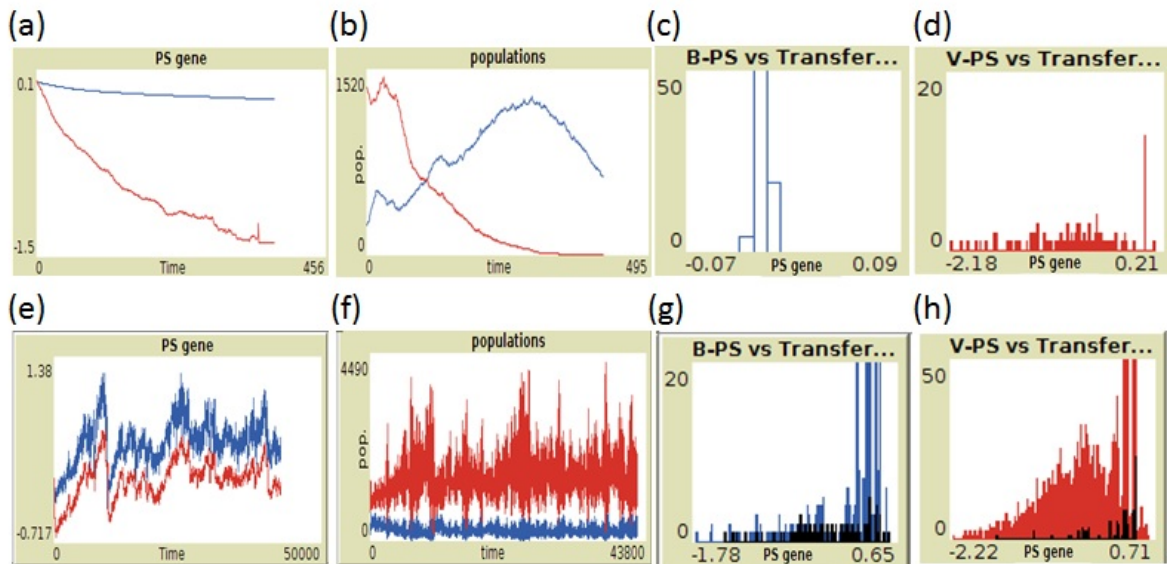 (a)
PS gene
0.1
-1.5
0
Time
456
(b)
populations
1520
pop.
0
0
time
495
(c)
B-PS vs Transfer...
50
0
-0.07
PS gene
0.09
(d)
V-PS vs Transfer...
20
0
-2.18
PS gene
0.21
(e)
PS gene
1.38
-0.717
0
Time
50000
(f)
populations
4490
pop.
0
0
time
43800
(g)
B-PS vs Transfer...
20
0
-1.78
PS gene
0.65
(h)
V-PS vs Transfer...
50
0
-2.22
PS gene
0.71